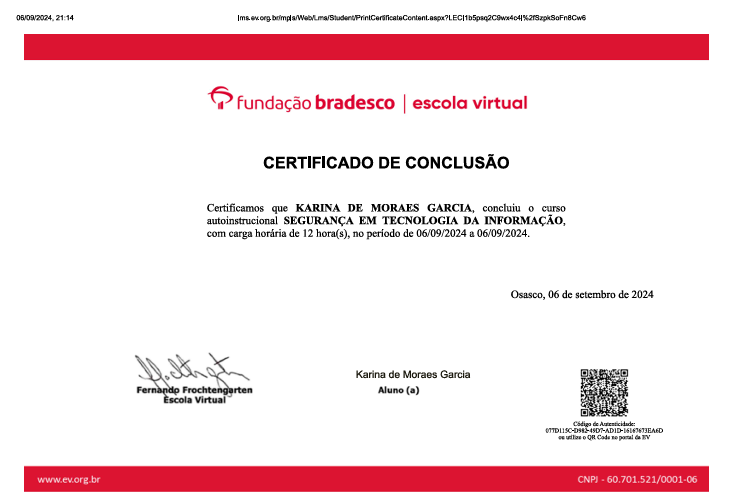 06/09/2024, 21:14
lms.ev.org.br/mpls/Web/Lms/Student/PrintCertificateContent.aspx?LEC|1b5psq2C9wx4c4|%2fSzpkSoFn8Cw6
fundação bradesco | escola virtual
CERTIFICADO DE CONCLUSÃO
Certificamos que KARINA DE MORAES GARCIA, concluiu o curso
autoinstrucional SEGURANÇA EM TECNOLOGIA DA INFORMAÇÃO,
com carga horária de 12 hora(s), no período de 06/09/2024 a 06/09/2024.
Osasco, 06 de setembro de 2024
Fernando Frochtengarten
Escola Virtual
Karina de Moraes Garcia
Aluno (a)
Código de Autenticidade:
077D115C-D982-49D7-AD1D-16167673EA6D
ou utilize o QR Code no portal da EV
www.ev.org.br
CNPJ - 60.701.521/0001-06